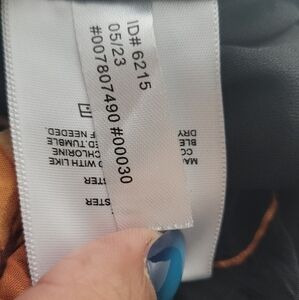 ID# 6215
05/23
#007807490 #00030
WITH LIKE
CHLORINE
TUMBLE
DRY NEEDED.